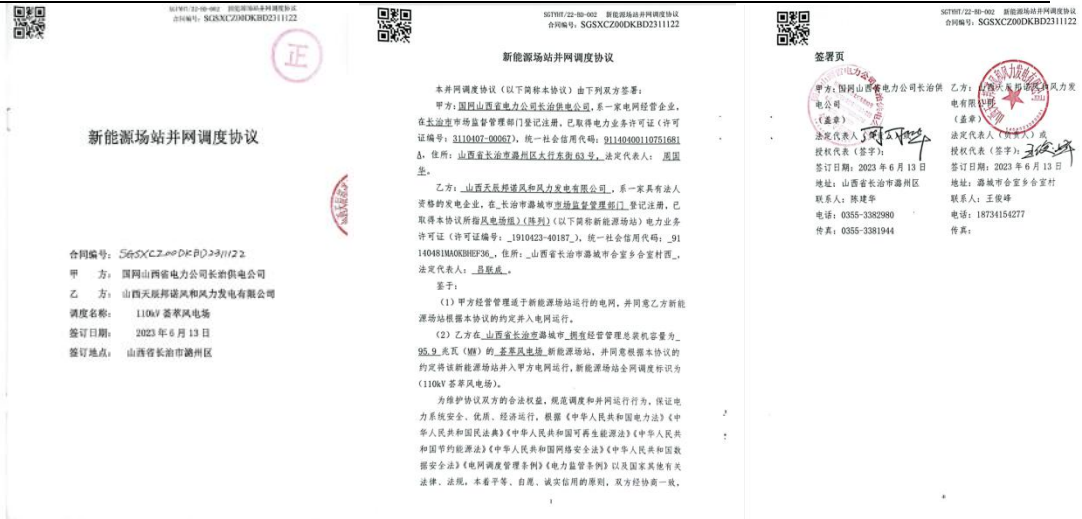 SGTYHT/22-BD-002 新能源场站并网调度协议
合同编号:SGSXCZ00DKBD2311122
正
新能源场站并网调度协议
合同编号:SGSXCZ00DKBD2311122
甲 方:国网山西省电力公司长治供电公司
乙 方:山西天辰邦诺风和风力发电有限公司
调度名称: 110kV 荟萃风电场
签订日期: 2023 年 6 月 13 日
签订地点: 山西省长治市潞州区
SGTYHT/22-BD-002 新能源场站并网调度协议
合同编号:SGSXCZ00DKBD2311122
新能源场站并网调度协议
本并网调度协议(以下简称本协议)由下列双方签署:
甲方:国网山西省电力公司长治供电公司,系一家电网经营企业,
在长治市市场监督管理部门登记注册,已取得电力业务许可证(许可
证编号:3110407-00067),统一社会信用代码:91140400110751681
A,住所:山西省长治市潞州区太行东街 63 号,法定代表人: 周国
华。
乙方:山西天辰邦诺风和风力发电有限公司,系一家具有法人
资格的发电企业,在_长治市潞城市市场监督管理部门_登记注册,已
取得本协议所指风电场组)(阵列)(以下简称新能源场站)电力业务
许可证(许可证编号:_1910423-40187_),统一社会信用代码:_91
140481MA0KBHEF36_,住所:_山西省长治市潞城市合室乡合室村西_,
法定代表人:_吕联成_。
鉴于:
(1)甲方经营管理适于新能源场站运行的电网,并同意乙方新能
源场站根据本协议的约定并入电网运行。
(2)乙方在_山西省长治市潞城市_拥有经营管理总装机容量为_
95.9_兆瓦(MW)的_荟萃风电场_新能源场站,并同意根据本协议的
约定将该新能源场站并入甲方电网运行,新能源场站全网调度标识为
(110kV 荟萃风电场)。
为维护协议双方的合法权益,规范调度和并网运行行为,保证电
力系统安全、优质、经济运行,根据《中华人民共和国电力法》《中
华人民共和国民法典》《中华人民共和国可再生能源法》《中华人民共
和国节约能源法》《中华人民共和国网络安全法》《中华人民共和国数
据安全法》《电网调度管理条例》《电力监管条例》以及国家其他有关
法律、法规,本着平等、自愿、诚实信用的原则,双方经协商一致,
1
SGTYHT/22-BD-002 新能源场站并网调度协议
合同编号:SGSXCZ00DKBD2311122
签署页
甲方:国网山西省电力公司长治供
电公司
(盖章)
法定代表人
授权代表(签字):
签订日期:2023 年 6 月 13 日
地址:山西省长治市潞州区
联系人:陈建华
电话:0355-3382980
传真:0355-3381944
乙方:山西天辰邦诺风和风力发
电有限公司
(盖章)
法定代表人(负责人)或
授权代表(签字):王俊峰
签订日期:2023 年 6 月 13 日
地址:潞城市合室乡合室村
联系人:王俊峰
电话:18734154277
传真: